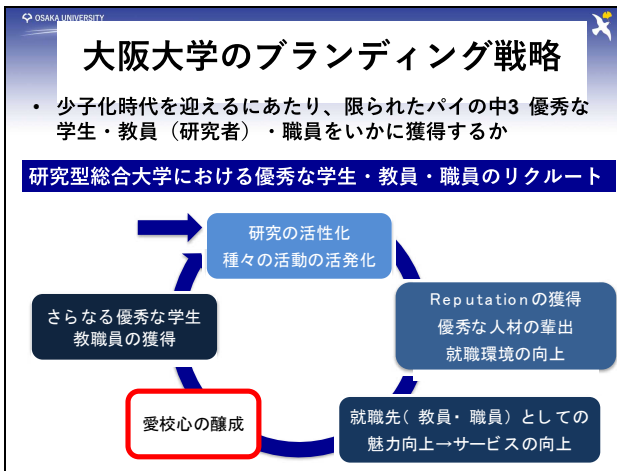 OSAKA UNIVERSITY
大阪大学のブランディング戦略
• 少子化時代を迎えるにあたり、限られたパイの中3 優秀な
学生・教員（研究者）・職員をいかに獲得するか
研究型総合大学における優秀な学生・教員・職員のリクルート
研究の活性化
種々の活動の活発化
Reputationの獲得
優秀な人材の輩出
就職環境の向上
就職先( 教員・ 職員）としての
魅力向上→サービスの向上
愛校心の醸成
さらなる優秀な学生
教職員の獲得